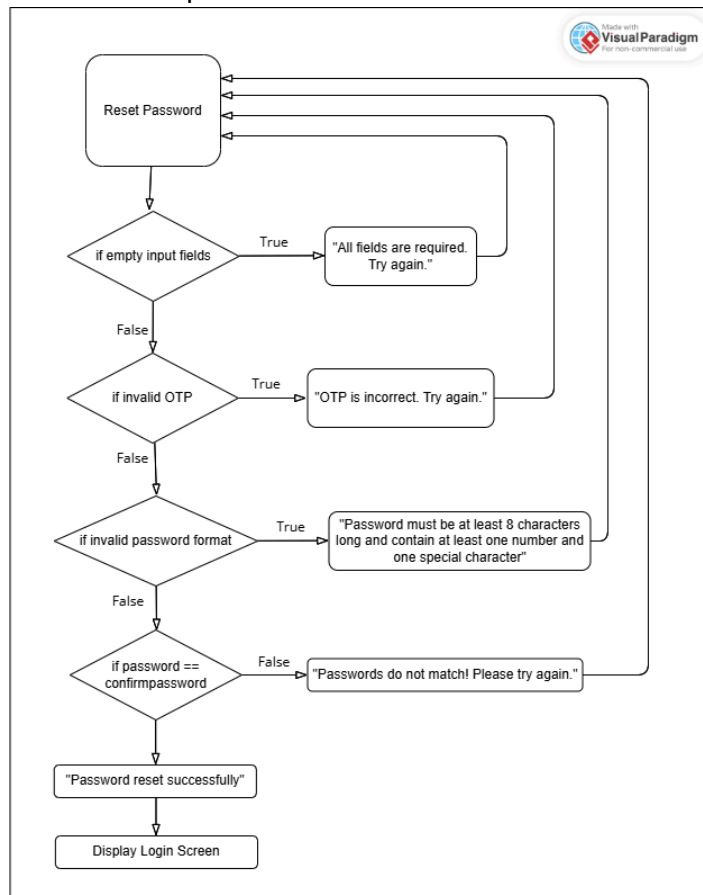 Made with
Visual Paradigm
For non-commercial use
Reset Password
if empty input fields
True
"All fields are required.
Try again."
False
if invalid OTP
True
"OTP is incorrect. Try again."
False
if invalid password format
True
"Password must be at least 8 characters
long and contain at least one number and
one special character"
False
if password ==
confirmpassword
False
"Passwords do not match! Please try again."
"Password reset successfully"
Display Login Screen